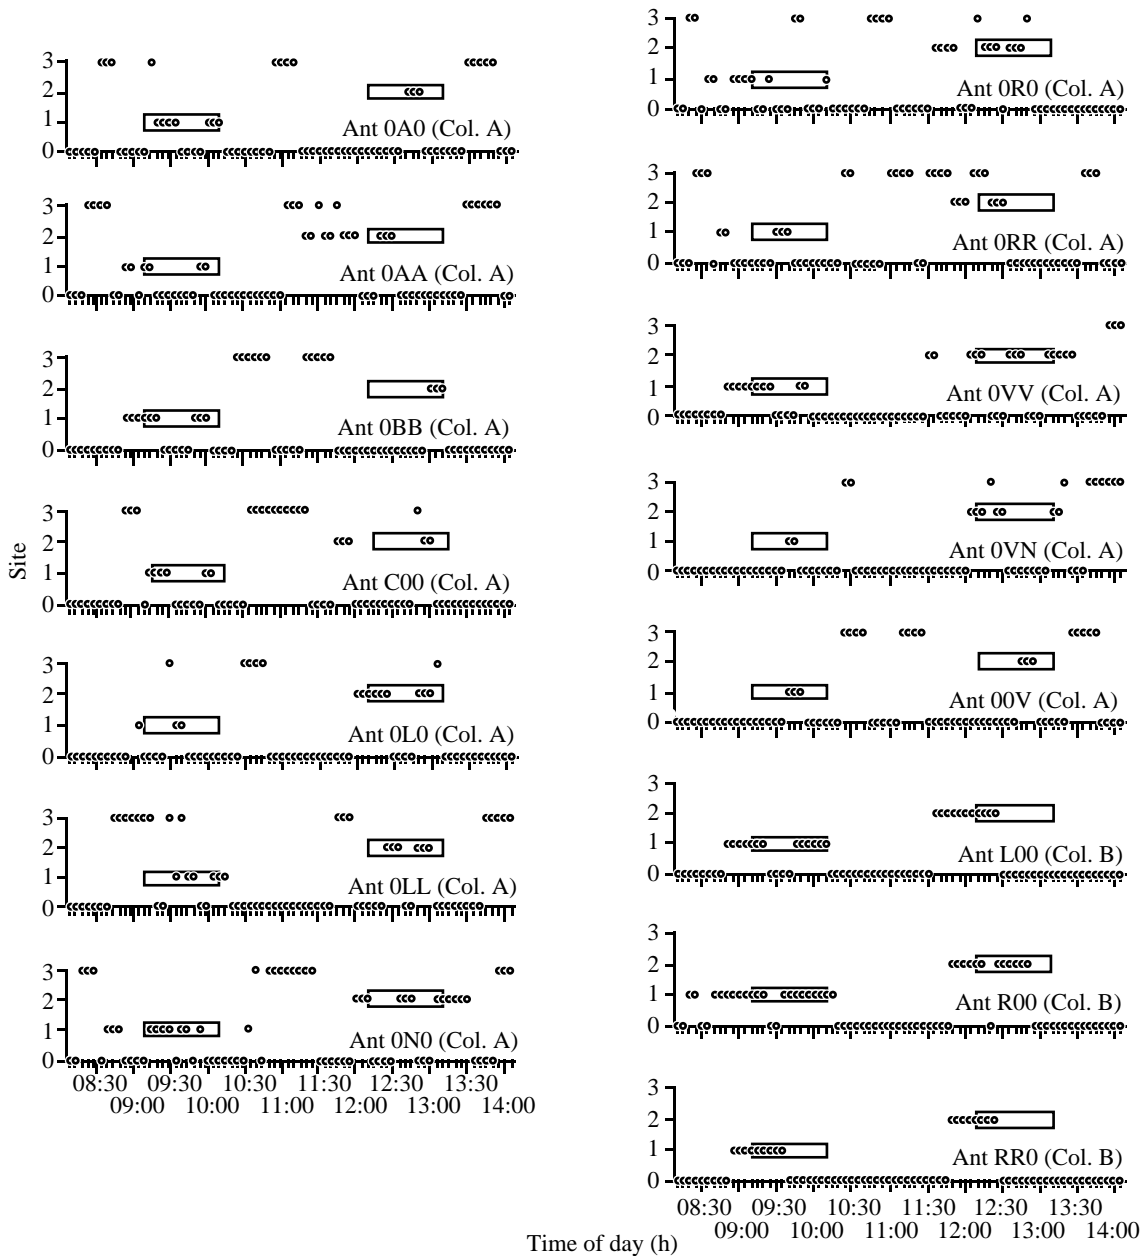 3
2
1
0
Ant 0A0 (Col. A)
3
2
1
0
Ant 0AA (Col. A)
3
2
1
0
Ant 0BB (Col. A)
3
2
1
0
Ant C00 (Col. A)
3
2
1
0
Ant 0L0 (Col. A)
3
2
1
0
Ant 0LL (Col. A)
3
2
1
0
Ant 0N0 (Col. A)
08:30 09:30 10:30 11:30 12:30 13:30
09:00 10:00 11:00 12:00 13:00 14:00
Site
3
2
1
0
Ant 0R0 (Col. A)
3
2
1
0
Ant 0RR (Col. A)
3
2
1
0
Ant 0VV (Col. A)
3
2
1
0
Ant 0VN (Col. A)
3
2
1
0
Ant 00V (Col. A)
3
2
1
0
Ant L00 (Col. B)
3
2
1
0
Ant R00 (Col. B)
3
2
1
0
Ant RR0 (Col. B)
08:30 09:30 10:30 11:30 12:30 13:30
09:00 10:00 11:00 12:00 13:00 14:00
Time of day (h)